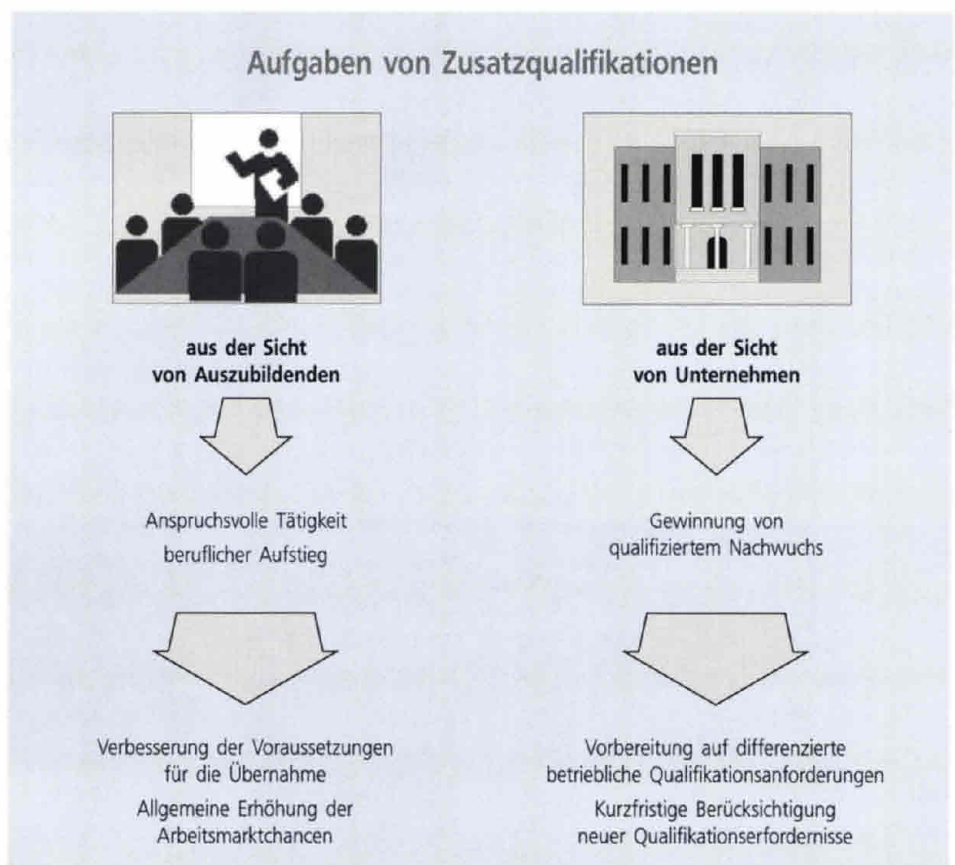 Aufgaben von Zusatzqualifikationen
aus der Sicht
von Auszubildenden
Anspruchsvolle Tätigkeit
beruflicher Aufstieg
Verbesserung der Voraussetzungen
für die Übernahme
Allgemeine Erhöhung der
Arbeitsmarktchancen
aus der Sicht
von Unternehmen
Gewinnung von
qualifiziertem Nachwuchs
Vorbereitung auf differenzierte
betriebliche Qualifikationsanforderungen
Kurzfristige Berücksichtigung
neuer Qualifikationserfordernisse